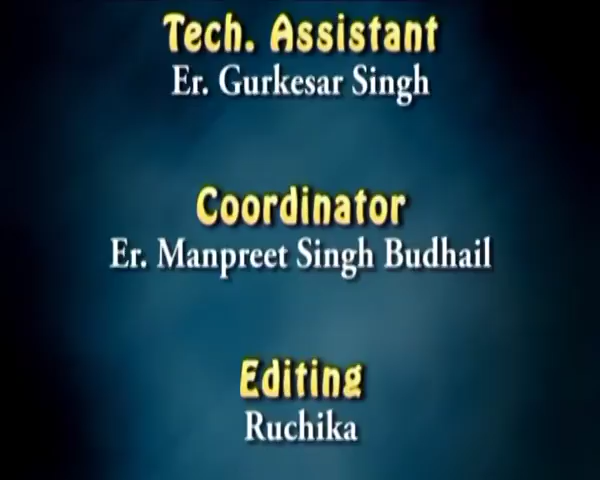 Tech. Assistant
Er. Gurkesar Singh
Coordinator
Er. Manpreet Singh Budhail
Editing
Ruchika